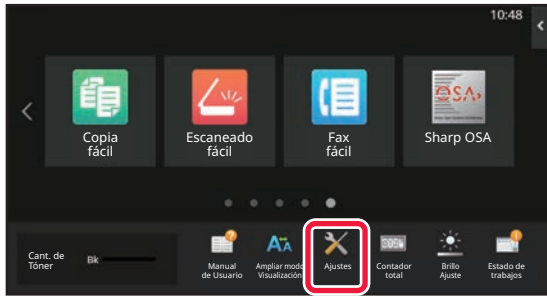 10:48
Copia
fácil
Escaneado
fácil
Fax
fácil
Sharp OSA
OSA
Cant. de
Tóner
Bk
Manual
de Usuario
Ampliar modo
Visualización
Ajustes
Contador
total
Brillo
Ajuste
Estado de
trabajos